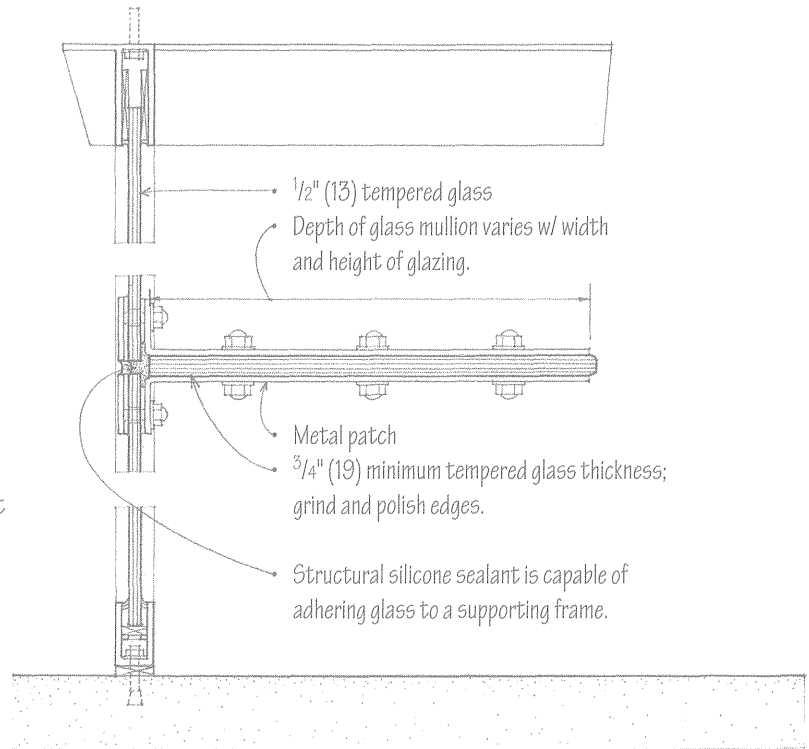 1/2" (13) tempered glass
Depth of glass mullion varies w/ width
and height of glazing.
Metal patch
3/4" (19) minimum tempered glass thickness;
grind and polish edges.
Structural silicone sealant is capable of
adhering glass to a supporting frame.